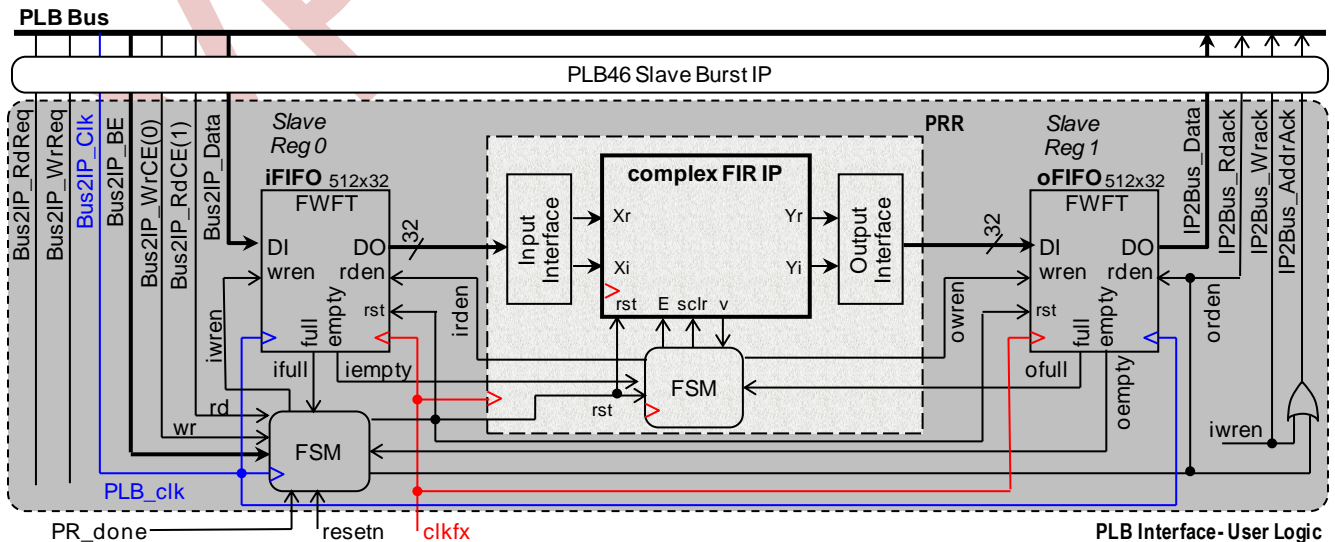 PLB Bus
PLB46 Slave Burst IP
Bus2IP_RdReq
Bus2IP_WrReq
Bus2IP_Clk
Bus2IP_BE
Bus2IP_WrCE(0)
Bus2IP_RdCE(1)
Bus2IP_Data
Slave
Reg 0
iFIFO 512x32
FWFT
DI
DO
32
wren
rden
rst
full
empty
iwren
irden
ifull
iempty
rd
wr
FSM
PLB_clk
PR_done
resetn
clkfx
PRR
Input
Interface
complex FIR IP
Xr
Xi
Yr
Yi
rst
E
sclr
v
Output
Interface
FSM
rst
owren
32
Slave
Reg 1
oFIFO 512x32
FWFT
DI
DO
wren
rden
rst
full
empty
ofull
oempty
orden
IP2Bus_Data
IP2Bus_Rdack
IP2Bus_Wrack
IP2Bus_AddrAck
iwren
PLB Interface- User Logic